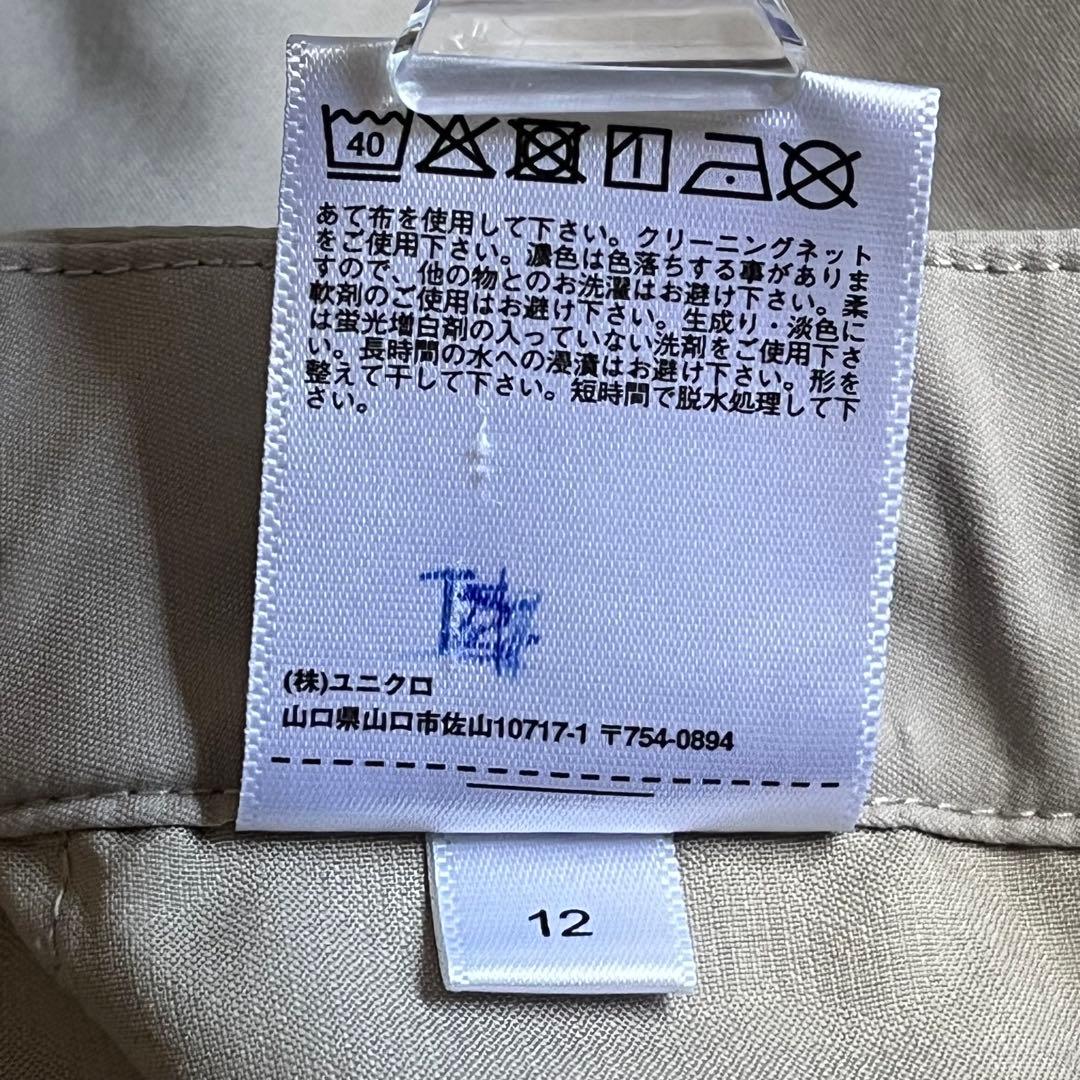 40
あて布を使用して下さい。クリーニングネット
をご使用下さい。濃色は色落ちする事がありま
すので、他の物とのお洗濯はお避け下さい。柔
軟剤のご使用はお避け下さい。生成り・淡色に
は蛍光増白剤の入っていない洗剤をご使用下さ
い。長時間の水への浸漬はお避け下さい。形を
整えて干して下さい。短時間で脱水処理して下
さい。
(株)ユニクロ
山口県山口市佐山10717-1 〒754-0894
12